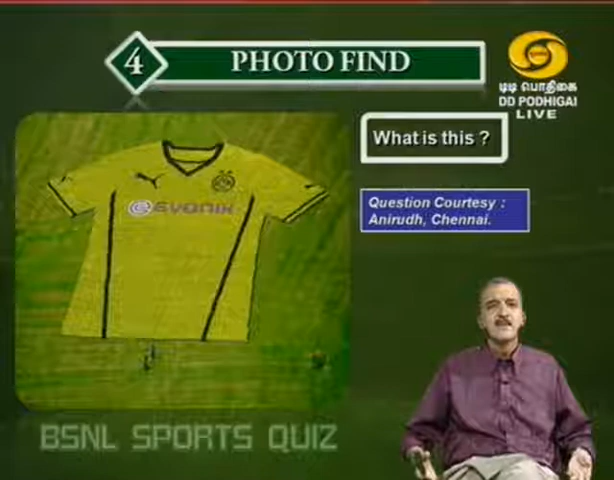 4
PHOTO FIND
டிடி பொதிகை
DD PODHIGAI
LIVE
What is this ?
Question Courtesy :
Anirudh, Chennai.
EVONIK
BSNL SPORTS QUIZ